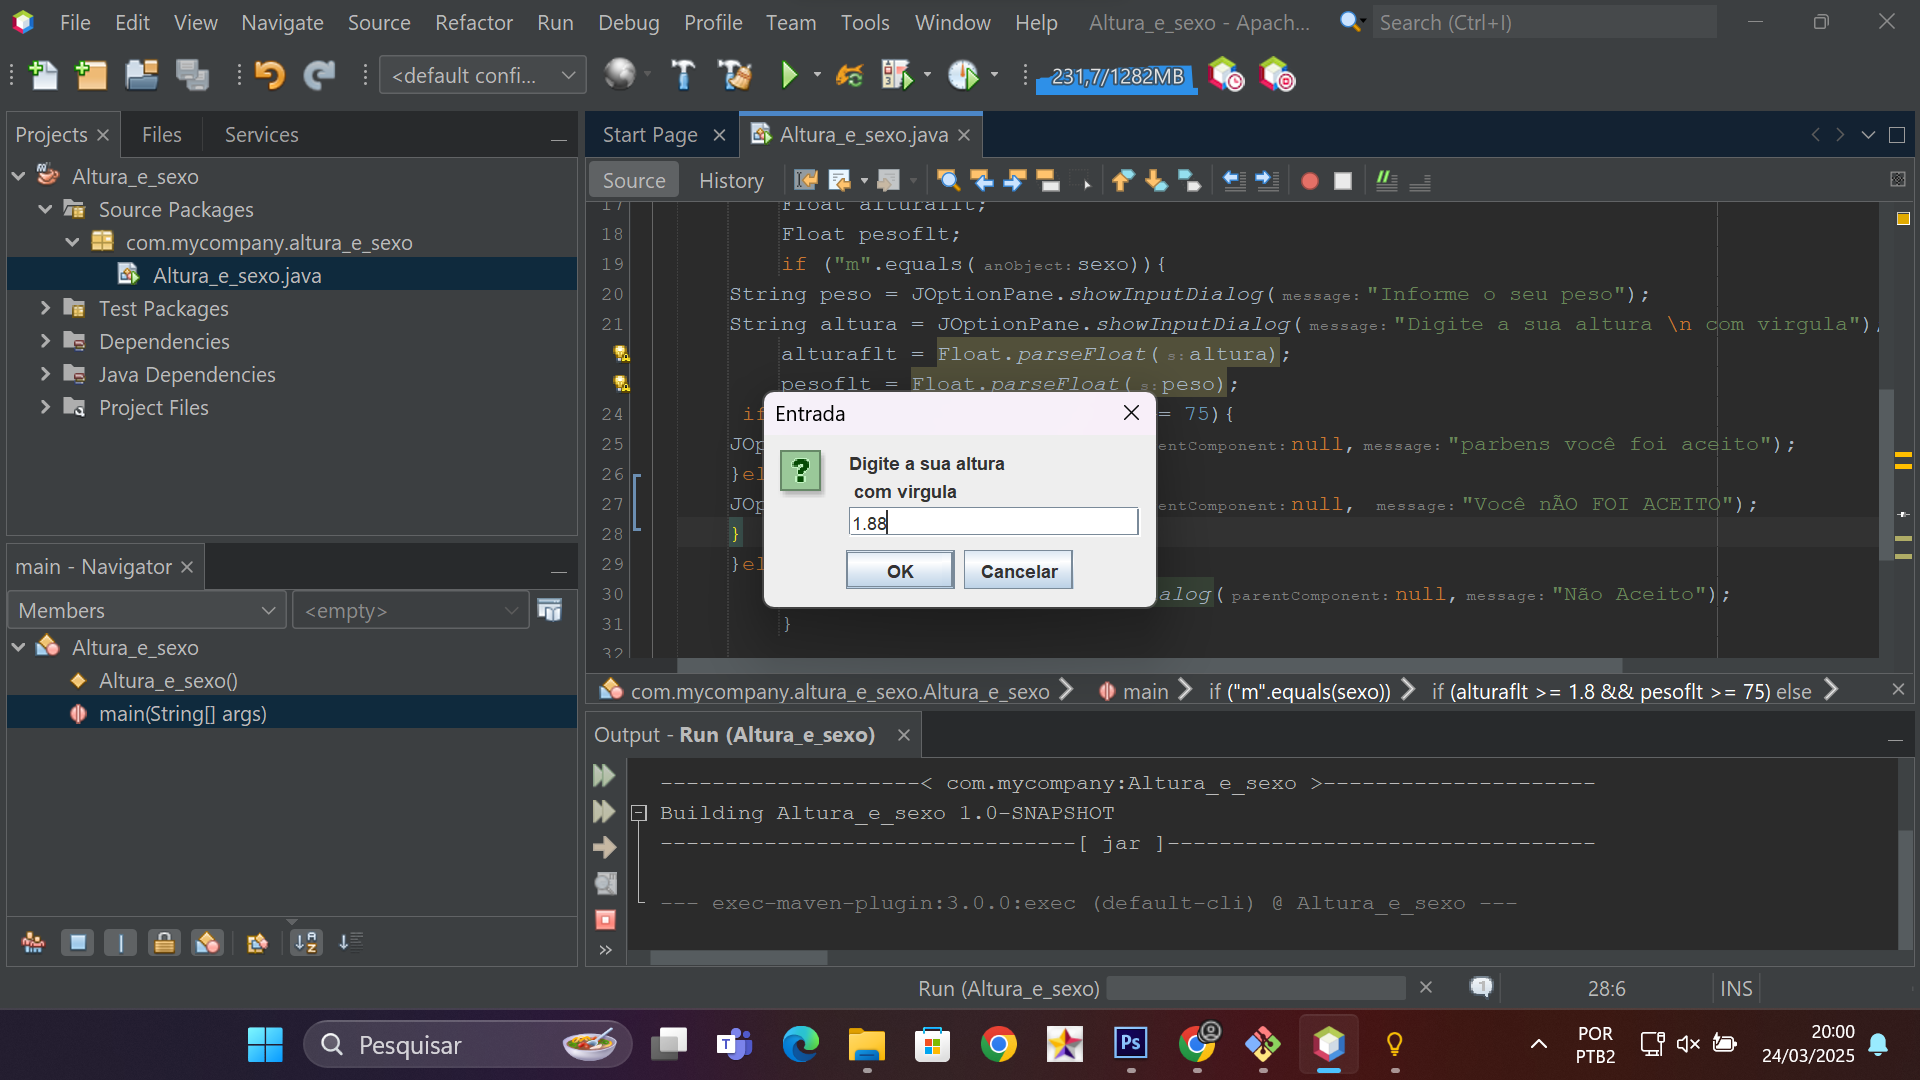 File Edit View Navigate Source Refactor Run Debug Profile Team Tools Window Help Altura_e_sexo - Apach... Search (Ctrl+I)
<default confi... 231,7/1282MB
Projects Files Services
Start Page Altura_e_sexo.java
Source History
Altura_e_sexo
Source Packages
com.mycompany.altura_e_sexo
Altura_e_sexo.java
Test Packages
Dependencies
Java Dependencies
Project Files
17 Float alturaflt;
18 Float pesoflt;
19 if ("m".equals( anObject: sexo)){
20 String peso = JOptionPane.showInputDialog( message: "Informe o seu peso");
21 String altura = JOptionPane.showInputDialog( message: "Digite a sua altura \n com virgula"),
alturaflt = Float.parseFloat( s: altura);
pesoflt = Float.parseFloat( s: peso);
24 if = 75){
25 JOp entComponent: null, message: "parbens você foi aceito");
26 }el
27 JOp entComponent: null, message: "Você nÃO FOI ACEITO");
28 }
29 }el
30 alog( parentComponent: null, message: "Não Aceito");
31 }
32
Entrada
Digite a sua altura
com virgula
1.88
OK Cancelar
com.mycompany.altura_e_sexo.Altura_e_sexo main if ("m".equals(sexo)) if (alturaflt >= 1.8 && pesoflt >= 75) else
main - Navigator
Members <empty>
Altura_e_sexo
Altura_e_sexo()
main(String[] args)
Output - Run (Altura_e_sexo)
--------------------< com.mycompany:Altura_e_sexo >---------------------
Building Altura_e_sexo 1.0-SNAPSHOT
--------------------------------[ jar ]---------------------------------
--- exec-maven-plugin:3.0.0:exec (default-cli) @ Altura_e_sexo ---
Run (Altura_e_sexo) 1 28:6 INS
Pesquisar
T
Ps
POR
PTB2
20:00
24/03/2025